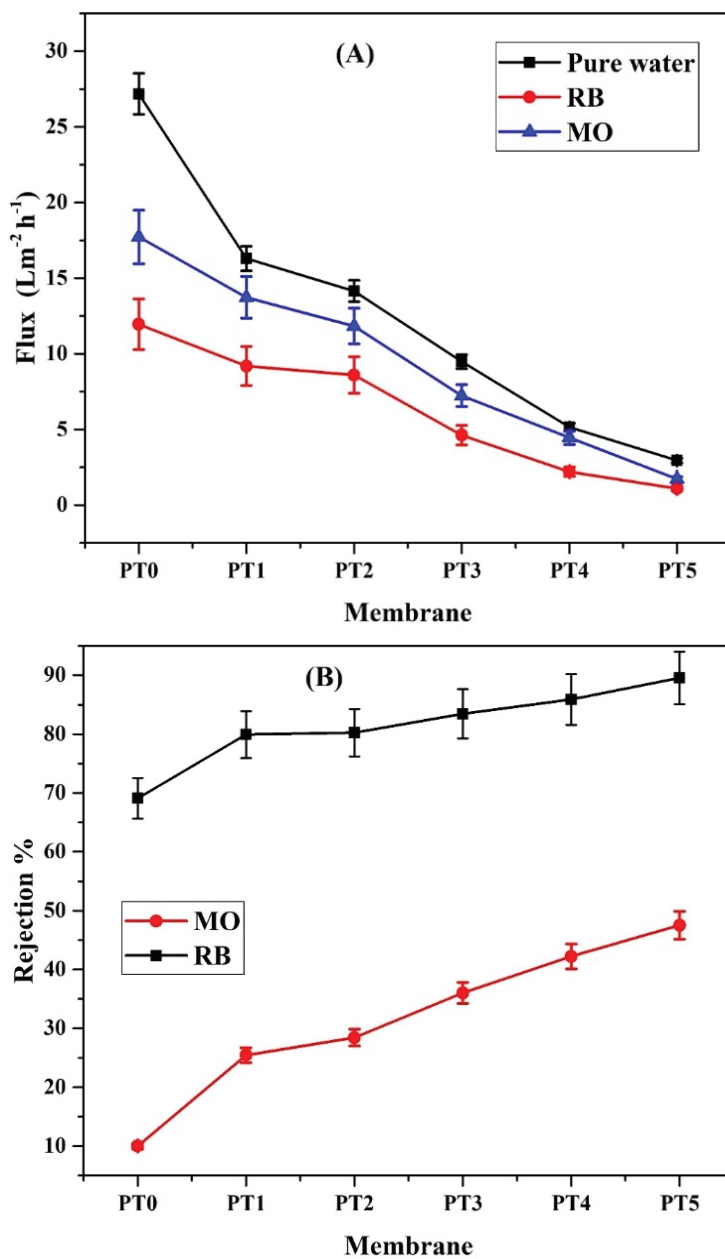 (A)
Pure water
RB
MO
30
25
20
15
10
5
0
Flux (Lm⁻² h⁻¹)
PT0 PT1 PT2 PT3 PT4 PT5
Membrane
(B)
90
80
70
60
50
40
30
20
10
Rejection %
MO
RB
PT0 PT1 PT2 PT3 PT4 PT5
Membrane